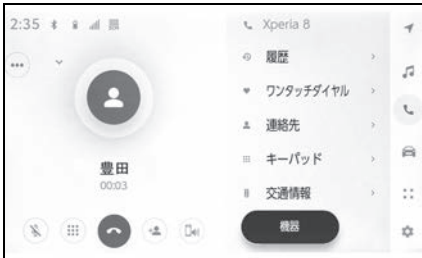 2:35
Xperia 8
履歴
ワンタッチダイヤル
連絡先
キーパッド
交通情報
機器
豊田
00:03